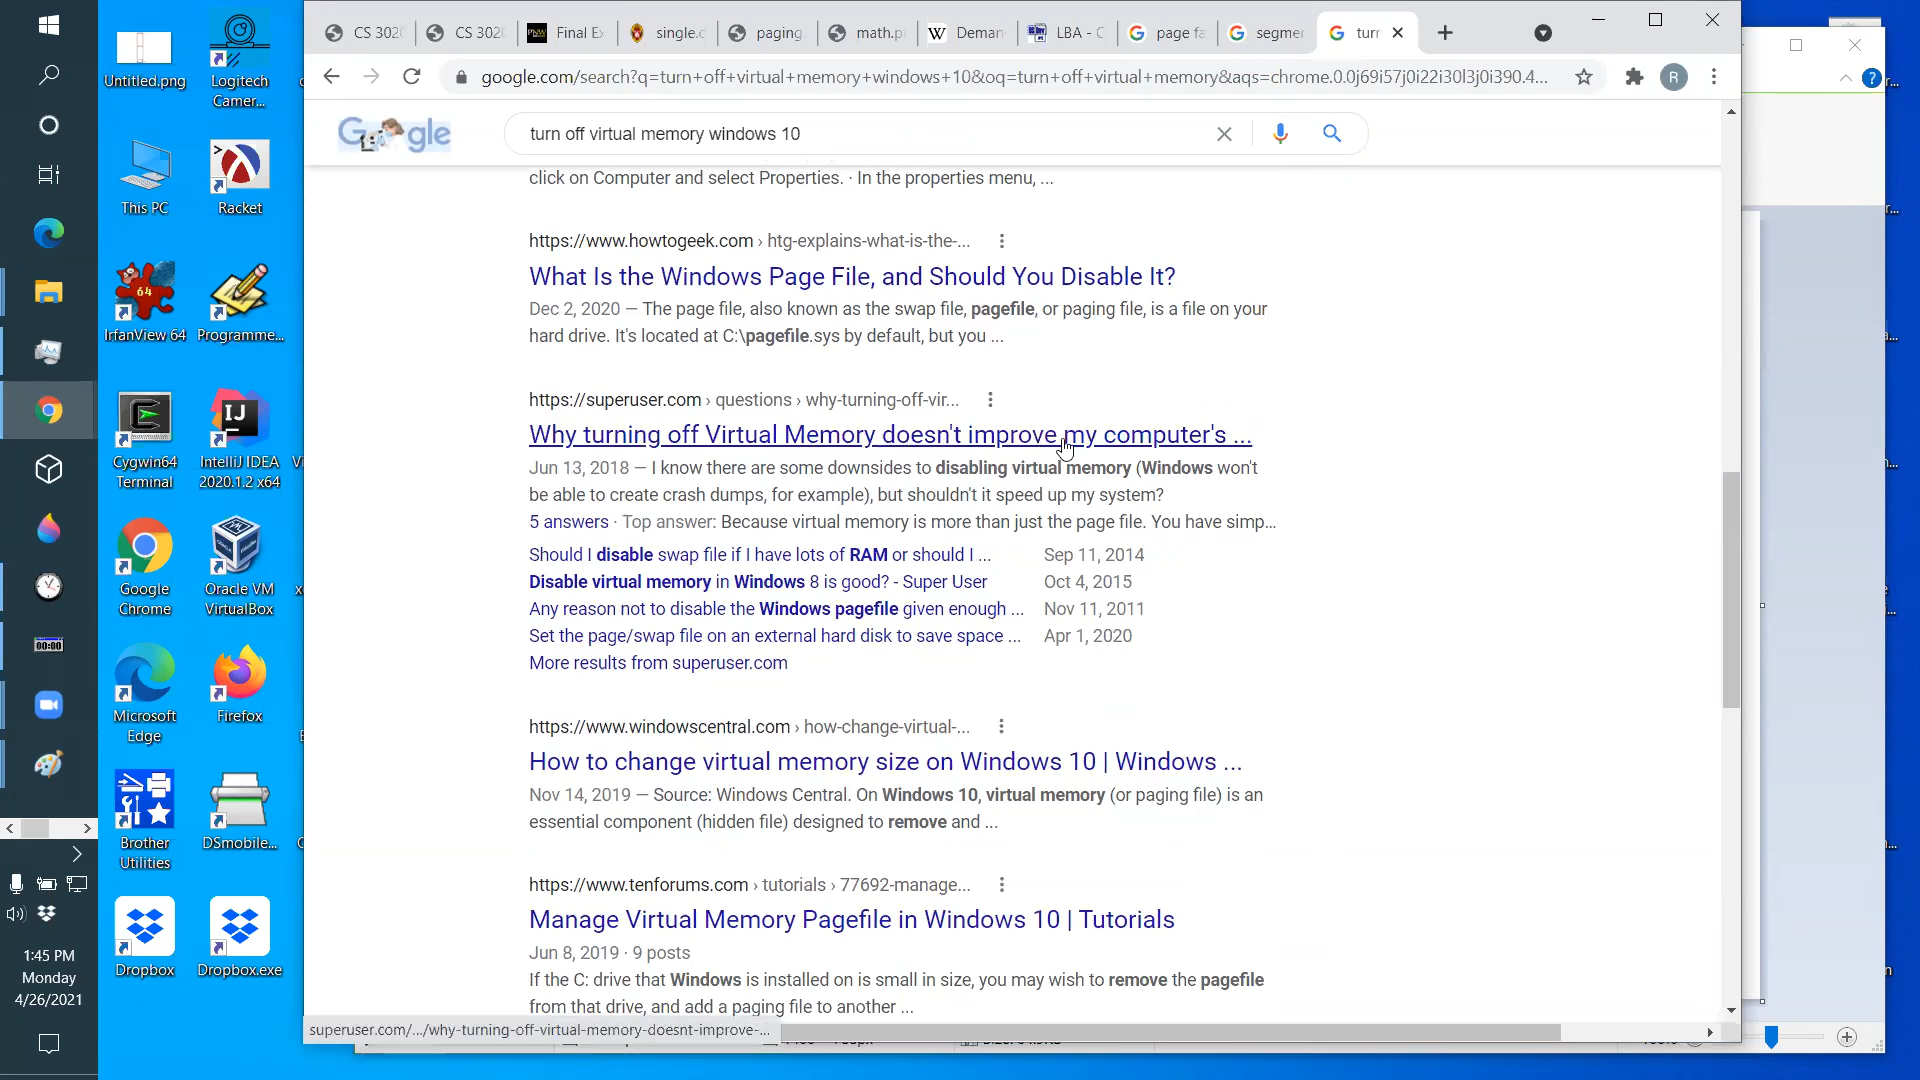 CS 302
CS 302
PNW
Final Ex
single.c
paging
math.p
W
Deman
LBA - C
page fa
segmen
turn
google.com/search?q=turn+off+virtual+memory+windows+10&oq=turn+off+virtual+memory&aqs=chrome.0.0j69i57j0i22i30l3j0i390.4...
R
Google
turn off virtual memory windows 10
click on Computer and select Properties. · In the properties menu, ...
https://www.howtogeek.com › htg-explains-what-is-the-...
What Is the Windows Page File, and Should You Disable It?
Dec 2, 2020 — The page file, also known as the swap file, pagefile, or paging file, is a file on your
hard drive. It's located at C:\pagefile.sys by default, but you ...
https://superuser.com › questions › why-turning-off-vir...
Why turning off Virtual Memory doesn't improve my computer's ...
Jun 13, 2018 — I know there are some downsides to disabling virtual memory (Windows won't
be able to create crash dumps, for example), but shouldn't it speed up my system?
5 answers · Top answer: Because virtual memory is more than just the page file. You have simp...
Should I disable swap file if I have lots of RAM or should I ... Sep 11, 2014
Disable virtual memory in Windows 8 is good? - Super User Oct 4, 2015
Any reason not to disable the Windows pagefile given enough ... Nov 11, 2011
Set the page/swap file on an external hard disk to save space ... Apr 1, 2020
More results from superuser.com
https://www.windowscentral.com › how-change-virtual-...
How to change virtual memory size on Windows 10 | Windows ...
Nov 14, 2019 — Source: Windows Central. On Windows 10, virtual memory (or paging file) is an
essential component (hidden file) designed to remove and ...
https://www.tenforums.com › tutorials › 77692-manage...
Manage Virtual Memory Pagefile in Windows 10 | Tutorials
Jun 8, 2019 · 9 posts
If the C: drive that Windows is installed on is small in size, you may wish to remove the pagefile
from that drive, and add a paging file to another ...
superuser.com/.../why-turning-off-virtual-memory-doesnt-improve-...
Untitled.png
Logitech
Camer...
This PC
Racket
64
IrfanView 64
Programme...
IJ
Cygwin64
Terminal
IntelliJ IDEA
2020.1.2 x64
Google
Chrome
Oracle VM
VirtualBox
Microsoft
Edge
Firefox
Brother
Utilities
DSmobile...
Dropbox
Dropbox.exe
00:00
1:45 PM
Monday
4/26/2021